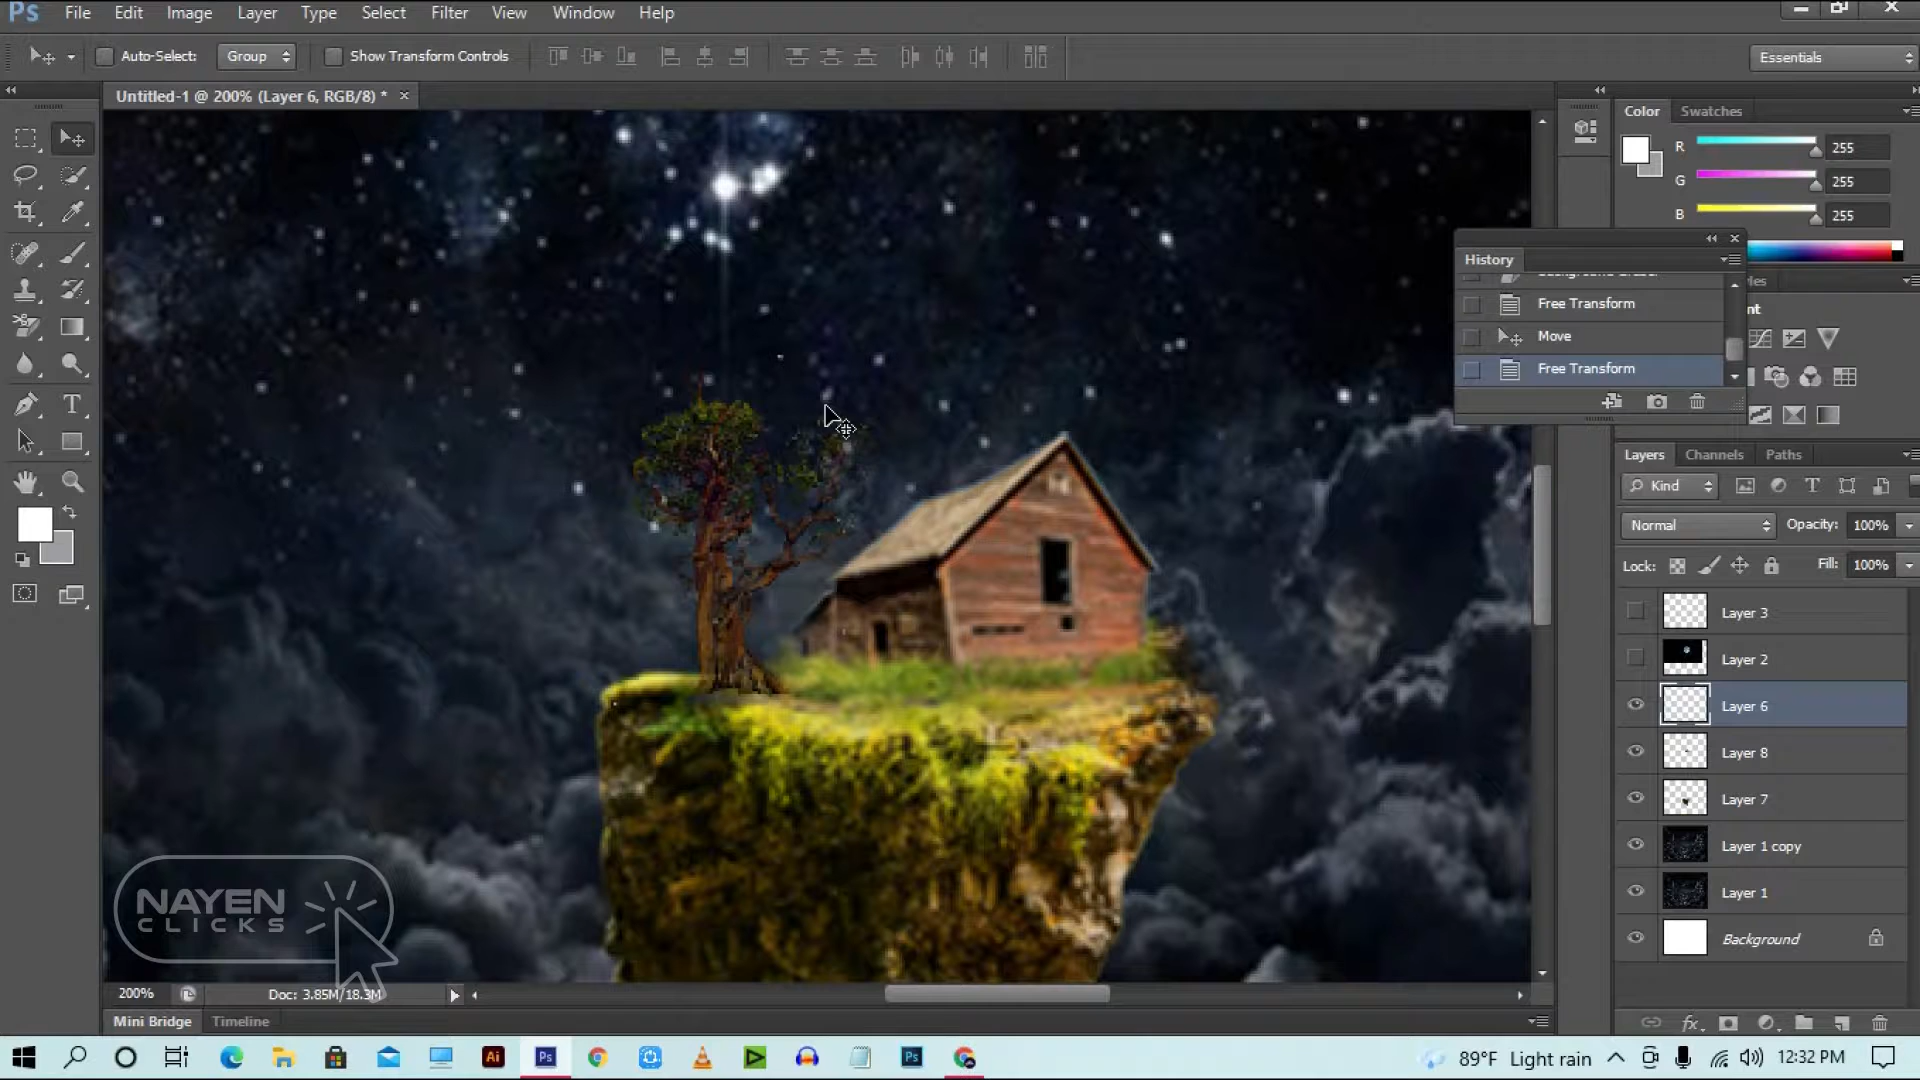 Ps File Edit Image Layer Type Select Filter View Window Help
Auto-Select: Group Show Transform Controls Essentials
Untitled-1 @ 200% (Layer 6, RGB/8) *
Color Swatches
R 255
G 255
B 255
History
Free Transform
Move
Free Transform
Layers Channels Paths
Kind
Normal Opacity: 100%
Lock: Fill: 100%
Layer 3
Layer 2
Layer 6
Layer 8
Layer 7
Layer 1 copy
Layer 1
Background
NAYEN
CLICKS
200% Doc: 3.85M/18.3M
Mini Bridge Timeline
Ai Ps Ps 89°F Light rain 12:32 PM